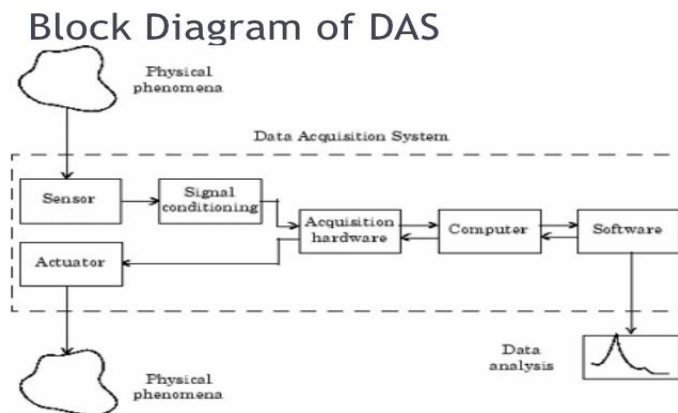 Block Diagram of DAS
Physical
phenomena
Data Acquisition System
Sensor
Signal
conditioning
Acquisition
hardware
Computer
Software
Actuator
Data
analysis
Physical
phenomena